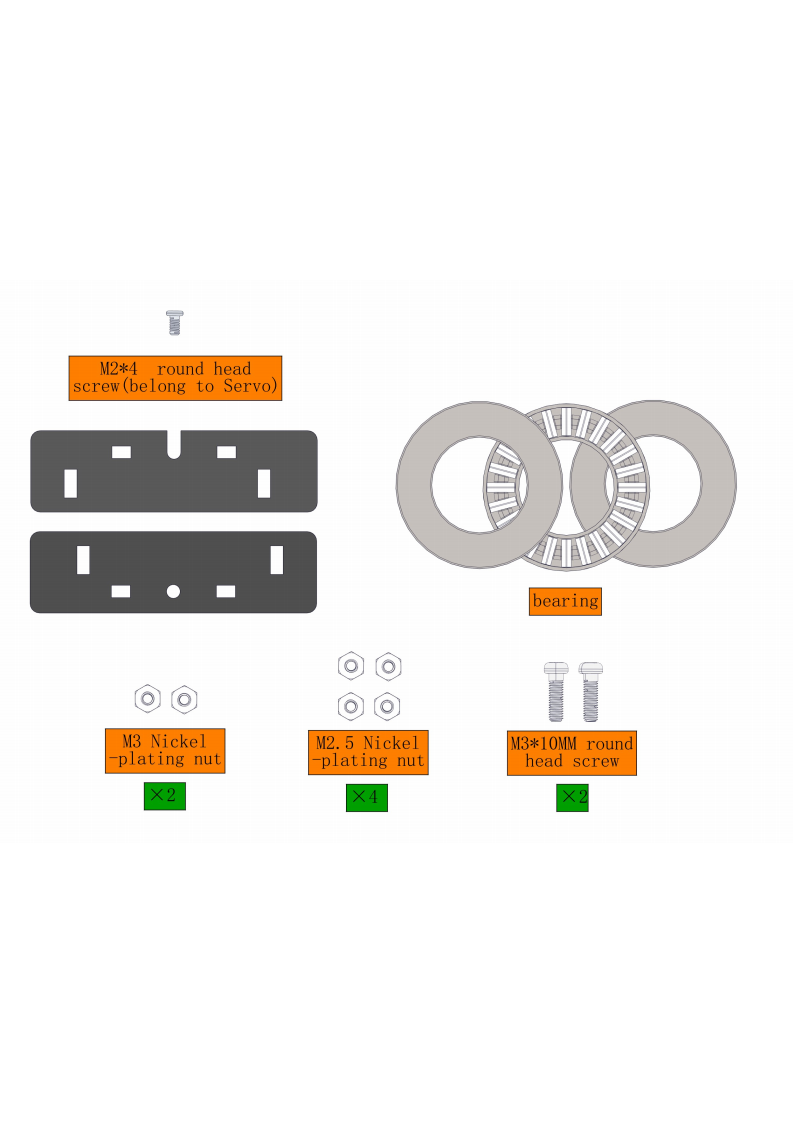 M2*4  round head
screw(belong to Servo)
bearing
M3 Nickel
-plating nut
×2
M2.5 Nickel
-plating nut
×4
M3*10MM round
head screw
×2